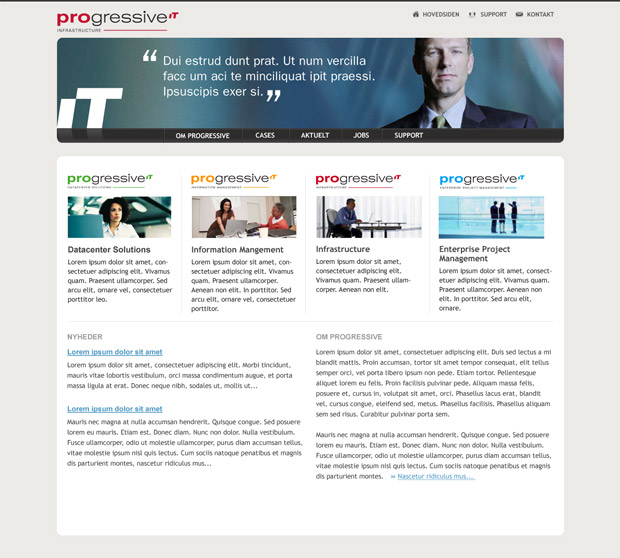 progressive IT
INFRASTRUCTURE
HOVEDSIDEN SUPPORT KONTAKT
“ Dui estrud dunt prat. Ut num vercilla
facc um aci te minciliquat ipit praessi.
Ipsuscipis exer si. ”
IT
OM PROGRESSIVE CASES AKTUELT JOBS SUPPORT
progressive IT
DATACENTER SOLUTIONS
Datacenter Solutions
Lorem ipsum dolor sit amet, con-
sectetuer adipiscing elit. Vivamus
quam. Praesent ullamcorper. Sed
arcu elit, ornare vel, consectetuer
porttitor leo.
progressive IT
INFORMATION MANAGEMENT
Information Mangement
Lorem ipsum dolor sit amet, con-
sectetuer adipiscing elit. Vivamus
quam. Praesent ullamcorper.
Aenean non elit. In porttitor. Sed
arcu elit, ornare vel, consectetuer
porttitor.
progressive IT
INFRASTRUCTURE
Infrastructure
Lorem ipsum dolor sit amet,
consectetuer adipiscing elit.
Vivamus quam. Praesent ullam-
corper. Aenean non elit.
progressive IT
ENTERPRISE PROJECT MANAGEMENT
Enterprise Project
Management
Lorem ipsum dolor sit amet, consect-
etuer adipiscing elit. Vivamus quam.
Praesent ullamcorper. Aenean non
elit. In porttitor. Sed arcu elit,
ornare.
NYHEDER
Lorem ipsum dolor sit amet
Lorem ipsum dolor sit amet, consectetuer adipiscing elit. Morbi tincidunt,
mauris vitae lobortis vestibulum, orci massa condimentum augue, et porta
massa ligula at erat. Donec neque nibh, sodales ut, mollis ut...
Lorem ipsum dolor sit amet
Mauris nec magna at nulla accumsan hendrerit. Quisque congue. Sed posuere
lorem eu mauris. Etiam est. Donec diam. Nunc non dolor. Nulla vestibulum.
Fusce ullamcorper, odio ut molestie ullamcorper, purus diam accumsan tellus,
vitae molestie ipsum nisl quis lectus. Cum sociis natoque penatibus et magnis
dis parturient montes, nascetur ridiculus mus...
OM PROGRESSIVE
Lorem ipsum dolor sit amet, consectetuer adipiscing elit. Duis sed lectus a mi
blandit mattis. Proin accumsan, tortor sit amet tempor consequat, elit tellus
semper orci, vel porta libero ipsum non pede. Etiam tortor. Pellentesque
aliquet lorem eu felis. Proin facilisis pulvinar pede. Aliquam massa felis,
posuere et, cursus in, volutpat sit amet, orci. Phasellus lacus erat, blandit
vel, cursus congue, eleifend sed, metus. Phasellus facilisis. Phasellus aliquam
sem sed risus. Curabitur pulvinar porta sem.
Mauris nec magna at nulla accumsan hendrerit. Quisque congue. Sed posuere
lorem eu mauris. Etiam est. Donec diam. Nunc non dolor. Nulla vestibulum.
Fusce ullamcorper, odio ut molestie ullamcorper, purus diam accumsan tellus,
vitae molestie ipsum nisl quis lectus. Cum sociis natoque penatibus et magnis
dis parturient montes. » Nascetur ridiculus mus...